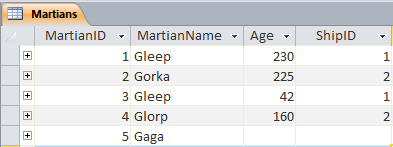 Martians
MartianID MartianName Age ShipID
1 Gleep 230 1
2 Gorka 225 2
3 Gleep 42 1
4 Glorp 160 2
5 Gaga